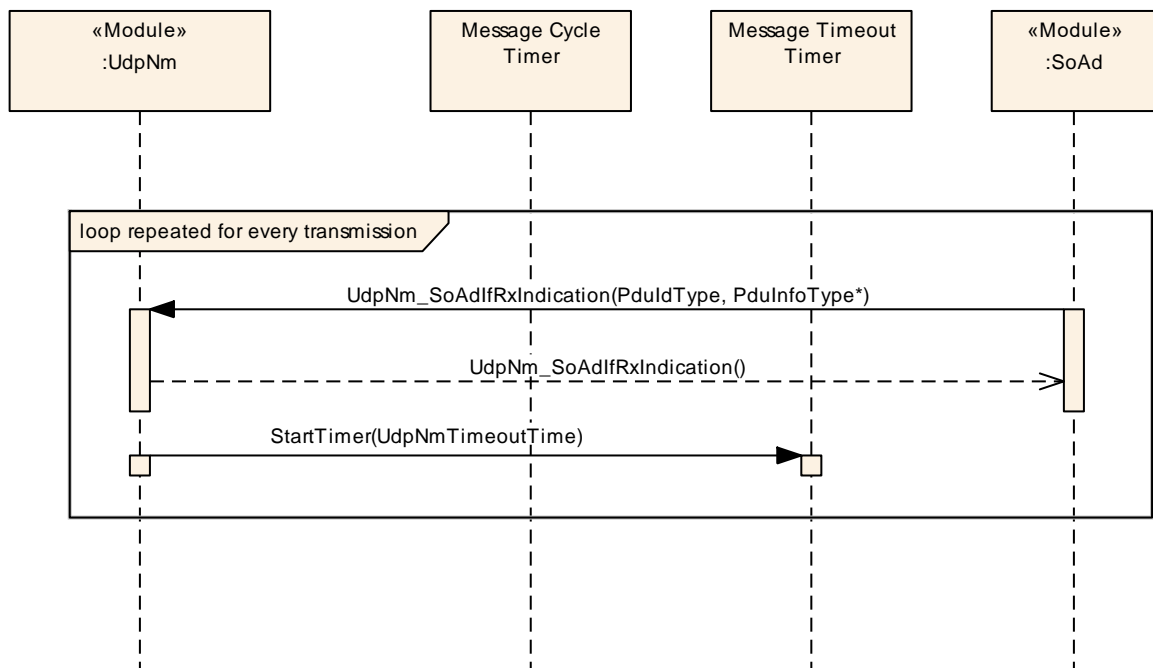 «Module»
:UdpNm
Message Cycle
Timer
Message Timeout
Timer
«Module»
:SoAd
loop repeated for every transmission
UdpNm_SoAdIfRxIndication(PduIdType, PduInfoType*)
UdpNm_SoAdIfRxIndication()
StartTimer(UdpNmTimeoutTime)